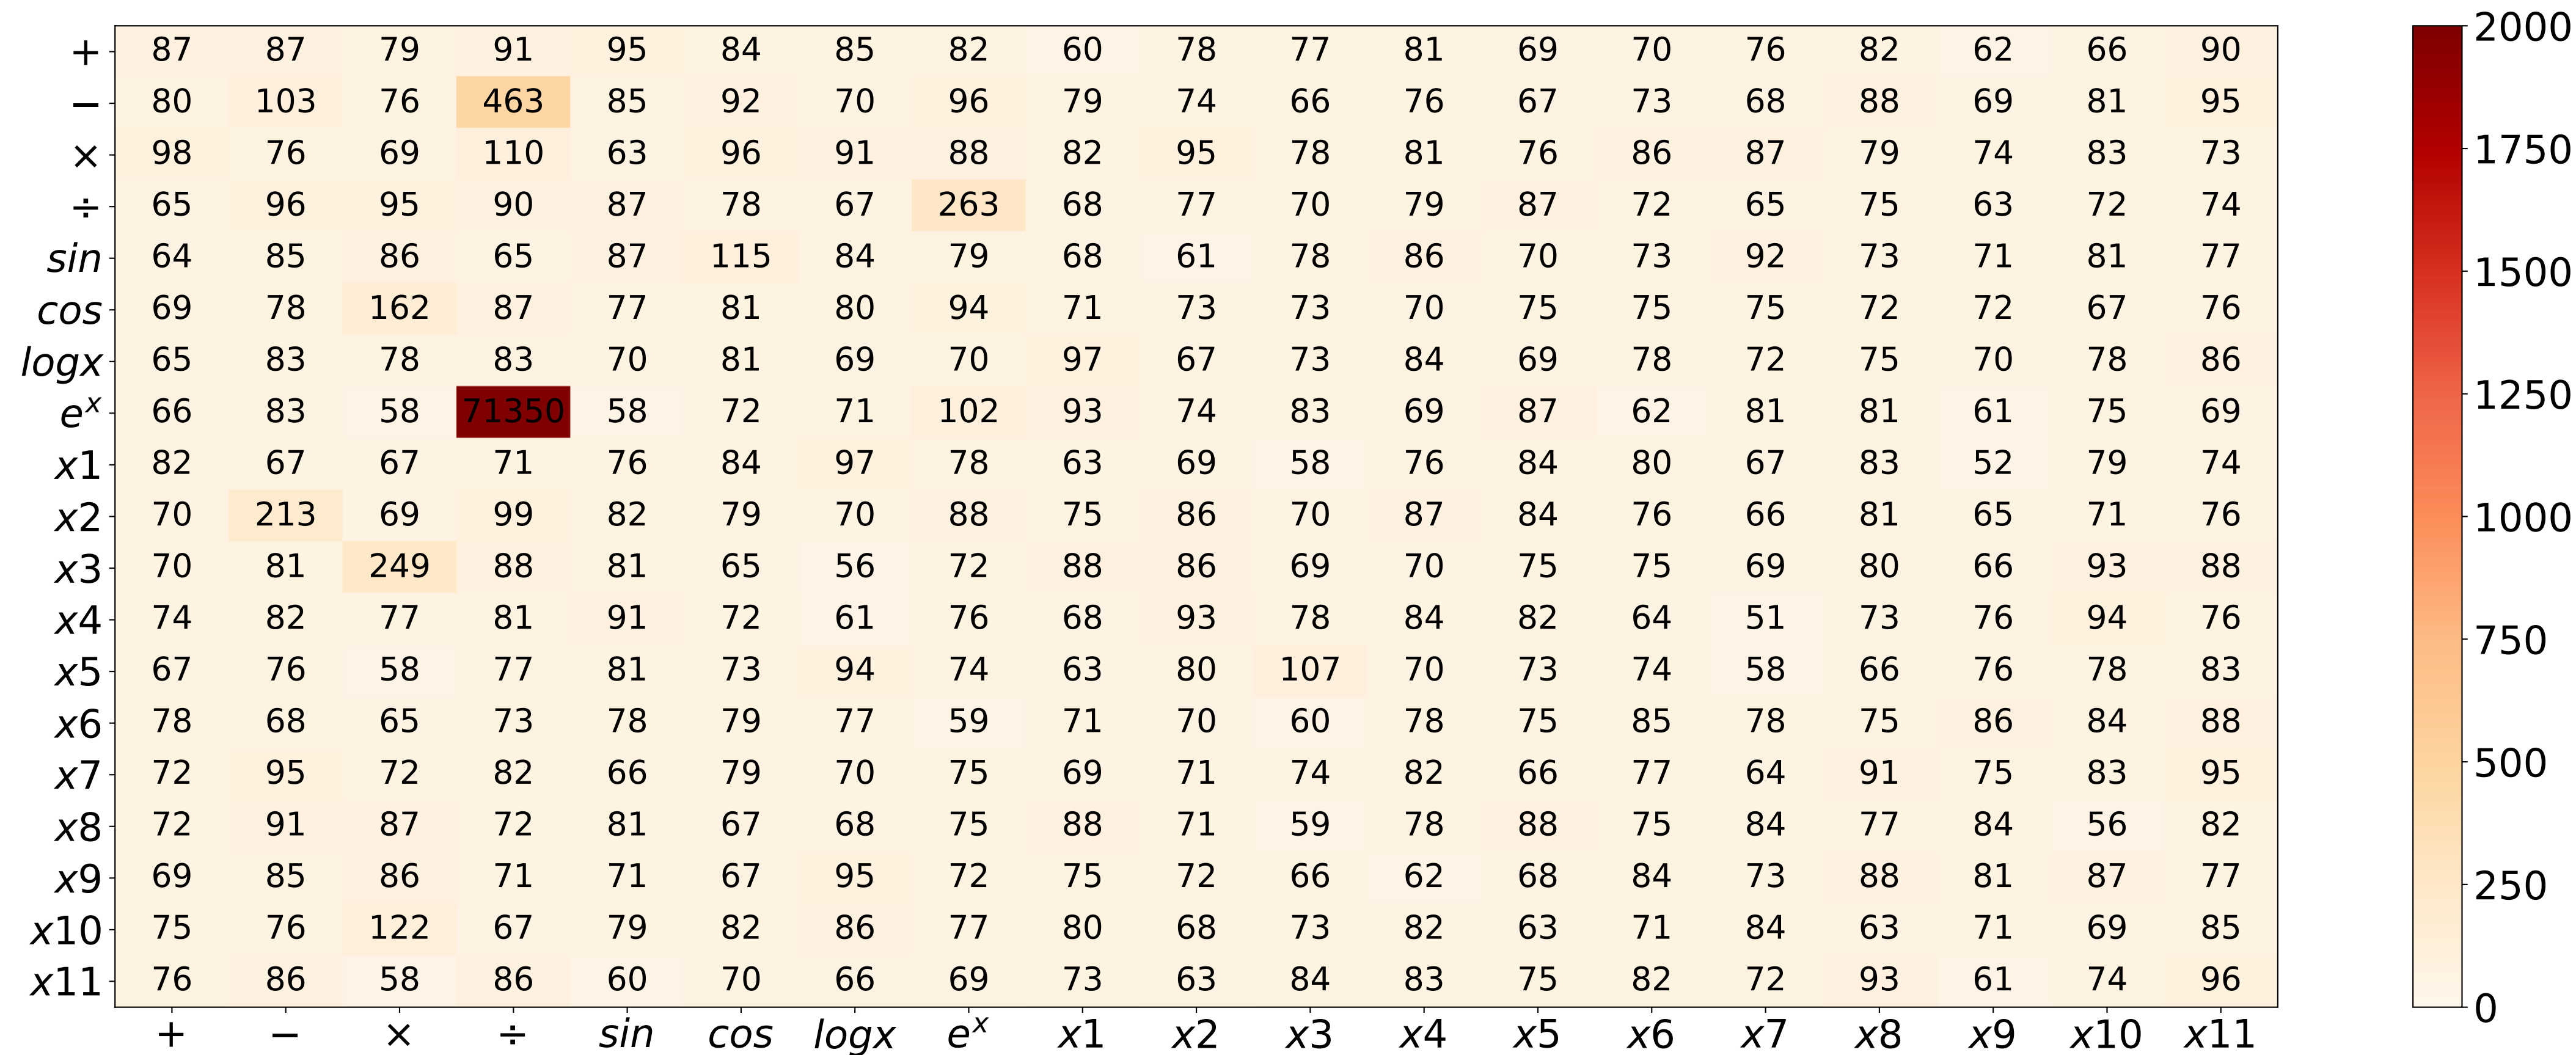 + 87 87 79 91 95 84 85 82 60 78 77 81 69 70 76 82 62 66 90
− 80 103 76 463 85 92 70 96 79 74 66 76 67 73 68 88 69 81 95
× 98 76 69 110 63 96 91 88 82 95 78 81 76 86 87 79 74 83 73
÷ 65 96 95 90 87 78 67 263 68 77 70 79 87 72 65 75 63 72 74
sin 64 85 86 65 87 115 84 79 68 61 78 86 70 73 92 73 71 81 77
cos 69 78 162 87 77 81 80 94 71 73 73 70 75 75 75 72 72 67 76
logx 65 83 78 83 70 81 69 70 97 67 73 84 69 78 72 75 70 78 86
eˣ 66 83 58 71350 58 72 71 102 93 74 83 69 87 62 81 81 61 75 69
x1 82 67 67 71 76 84 97 78 63 69 58 76 84 80 67 83 52 79 74
x2 70 213 69 99 82 79 70 88 75 86 70 87 84 76 66 81 65 71 76
x3 70 81 249 88 81 65 56 72 88 86 69 70 75 75 69 80 66 93 88
x4 74 82 77 81 91 72 61 76 68 93 78 84 82 64 51 73 76 94 76
x5 67 76 58 77 81 73 94 74 63 80 107 70 73 74 58 66 76 78 83
x6 78 68 65 73 78 79 77 59 71 70 60 78 75 85 78 75 86 84 88
x7 72 95 72 82 66 79 70 75 69 71 74 82 66 77 64 91 75 83 95
x8 72 91 87 72 81 67 68 75 88 71 59 78 88 75 84 77 84 56 82
x9 69 85 86 71 71 67 95 72 75 72 66 62 68 84 73 88 81 87 77
x10 75 76 122 67 79 82 86 77 80 68 73 82 63 71 84 63 71 69 85
x11 76 86 58 86 60 70 66 69 73 63 84 83 75 82 72 93 61 74 96
+ − × ÷ sin cos logx eˣ x1 x2 x3 x4 x5 x6 x7 x8 x9 x10 x11
2000
1750
1500
1250
1000
750
500
250
0